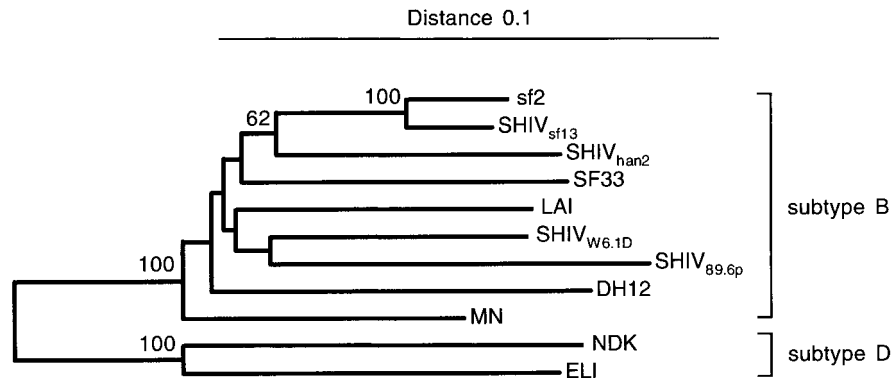 Distance 0.1
100
sf2
62
SHIVsf13
SHIVhan2
SF33
LAI
subtype B
SHIVW6.1D
SHIV89.6p
100
DH12
MN
100
NDK
subtype D
ELI